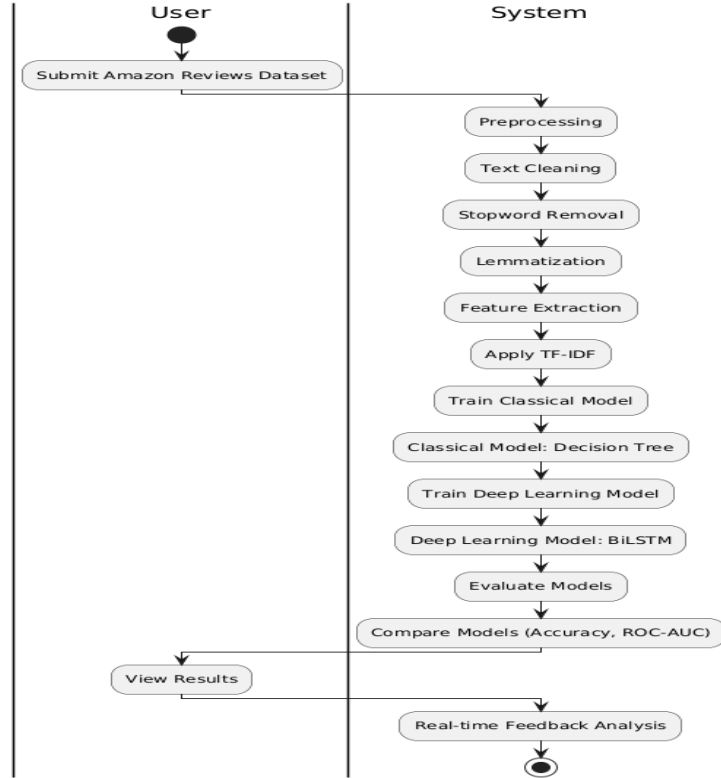 User
System
Submit Amazon Reviews Dataset
Preprocessing
Text Cleaning
Stopword Removal
Lemmatization
Feature Extraction
Apply TF-IDF
Train Classical Model
Classical Model: Decision Tree
Train Deep Learning Model
Deep Learning Model: BiLSTM
Evaluate Models
Compare Models (Accuracy, ROC-AUC)
View Results
Real-time Feedback Analysis